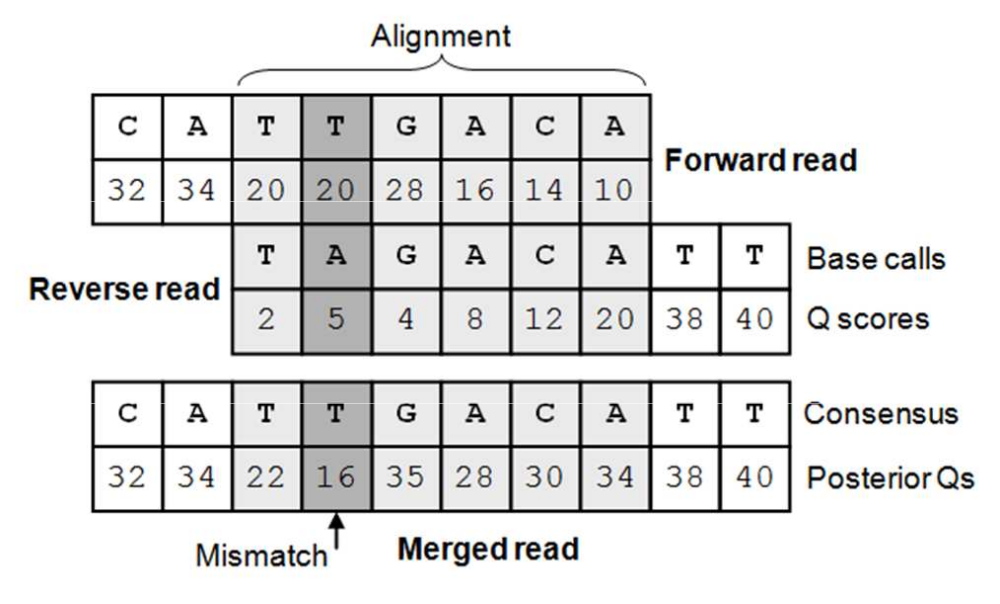 Alignment
C A T T G A C A
Forward read
32 34 20 20 28 16 14 10
T A G A C A T T Base calls
Reverse read
2 5 4 8 12 20 38 40 Q scores
C A T T G A C A T T Consensus
32 34 22 16 35 28 30 34 38 40 Posterior Qs
Mismatch Merged read